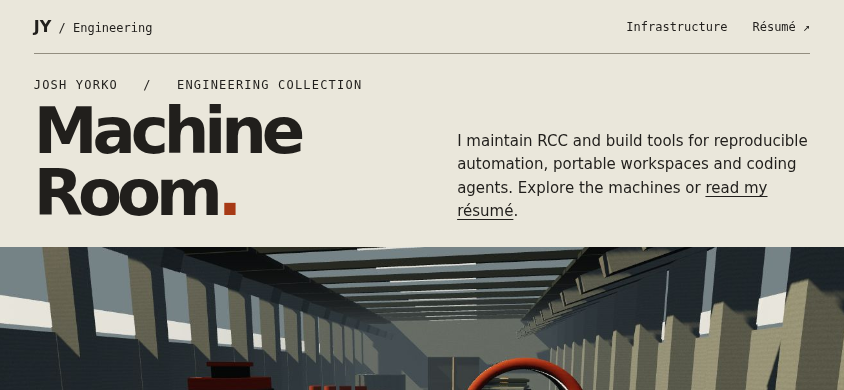 JY / Engineering
Infrastructure
Résumé ↗
JOSH YORKO / ENGINEERING COLLECTION
Machine
Room.
I maintain RCC and build tools for reproducible
automation, portable workspaces and coding
agents. Explore the machines or read my
résumé.